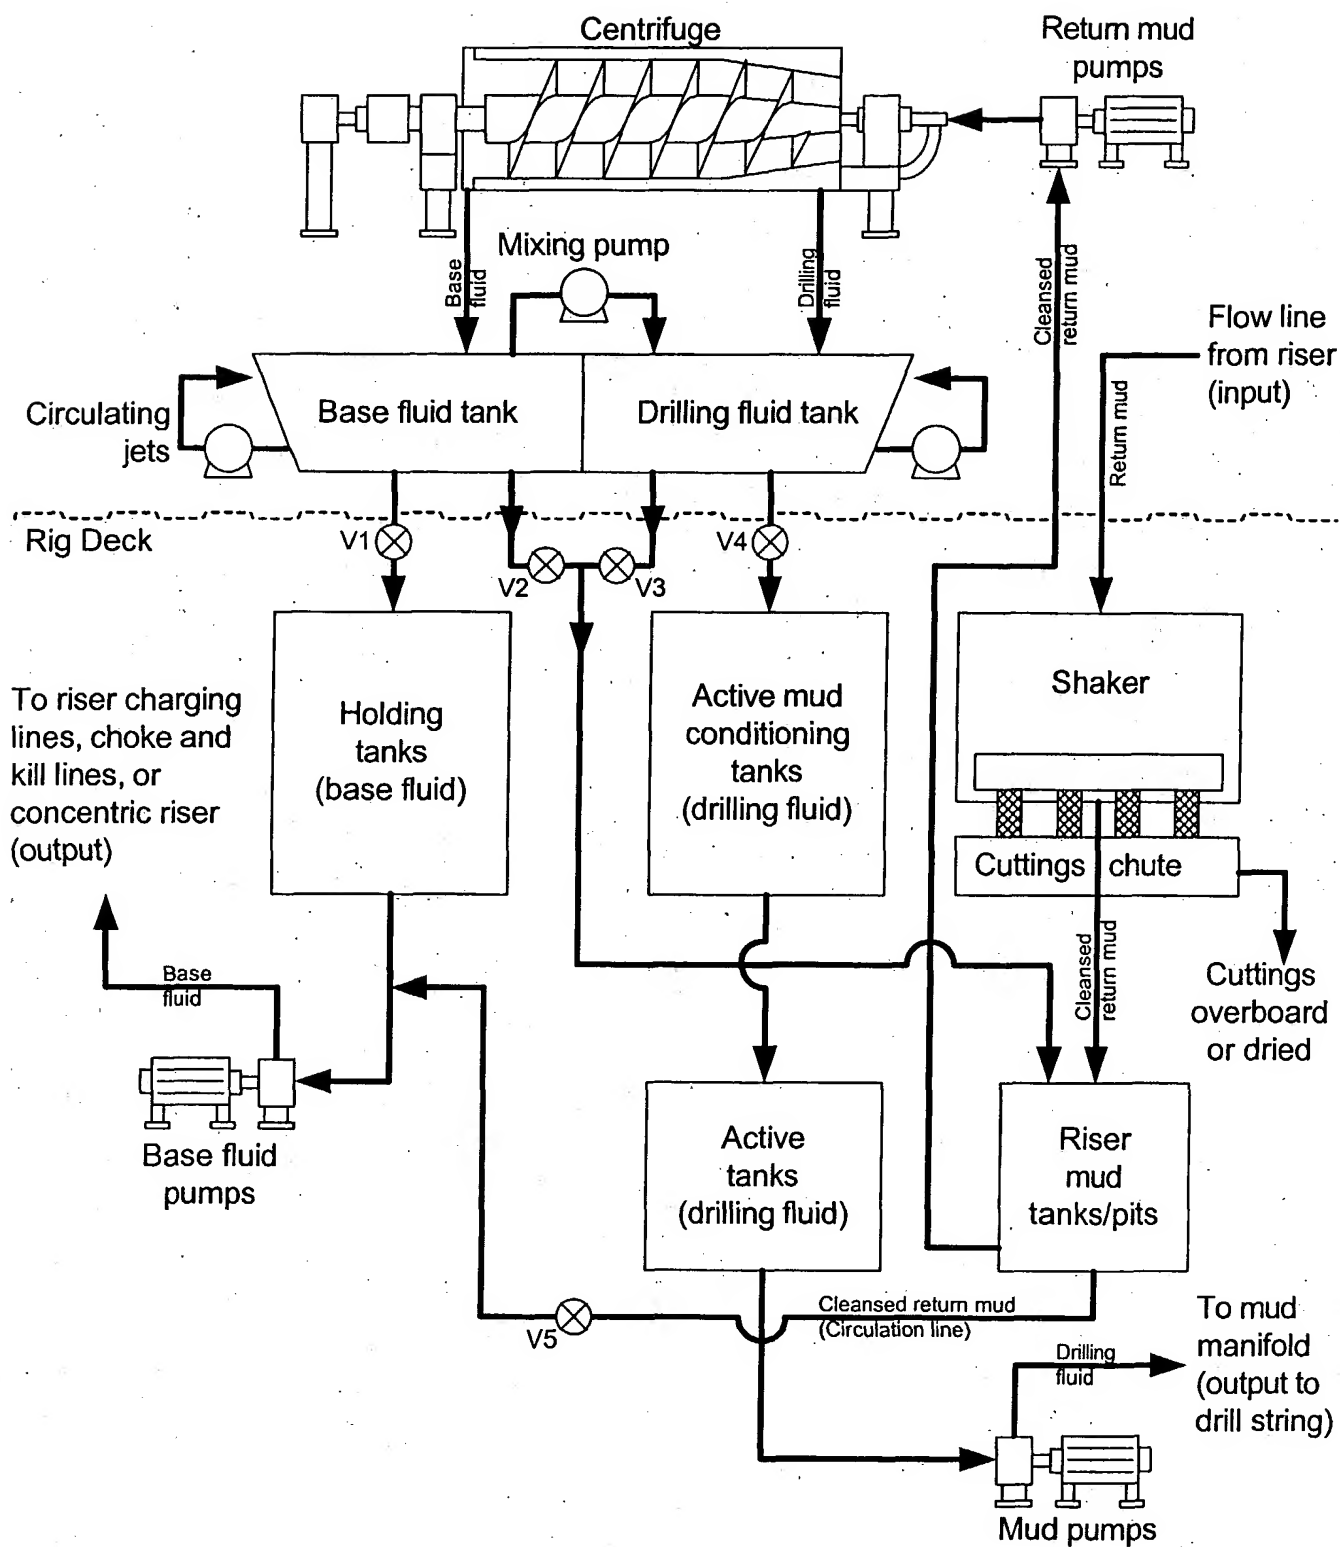 Centrifuge
Return mud
pumps
Mixing pump
Base
fluid
Drilling
fluid
Cleansed
return mud
Flow line
from riser
(input)
Return mud
Circulating
jets
Base fluid tank
Drilling fluid tank
Rig Deck
V1
V2
V3
V4
To riser charging
lines, choke and
kill lines, or
concentric riser
(output)
Holding
tanks
(base fluid)
Active mud
conditioning
tanks
(drilling fluid)
Shaker
Cuttings chute
Base
fluid
Cleansed
return mud
Cuttings
overboard
or dried
Base fluid
pumps
Active
tanks
(drilling fluid)
Riser
mud
tanks/pits
V5
Cleansed return mud
(Circulation line)
Drilling
fluid
To mud
manifold
(output to
drill string)
Mud pumps